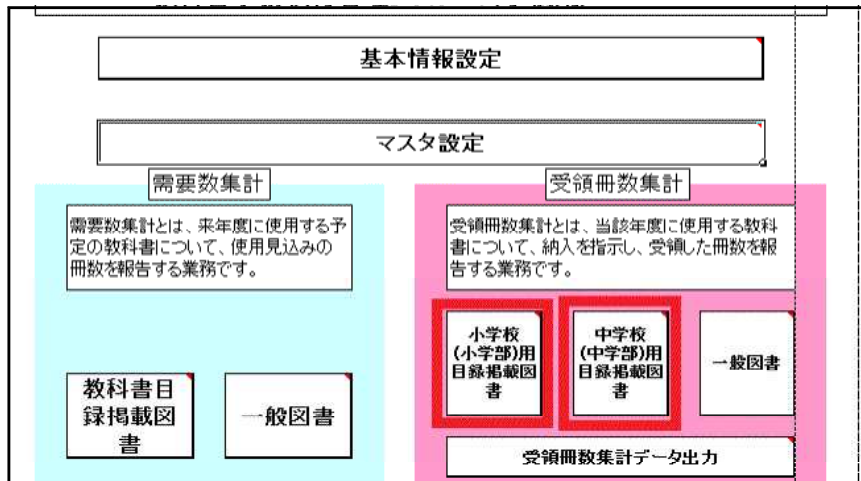 基本情報設定
マスタ設定
需要数集計
需要数集計とは、来年度に使用する予
定の教科書について、使用見込みの
冊数を報告する業務です。
教科書目
録掲載図
書
一般図書
受領冊数集計
受領冊数集計とは、当該年度に使用する教科
書について、納入を指示し、受領した冊数を報
告する業務です。
小学校
(小学部)用
目録掲載図
書
中学校
(中学部)用
目録掲載図
書
一般図書
受領冊数集計データ出力